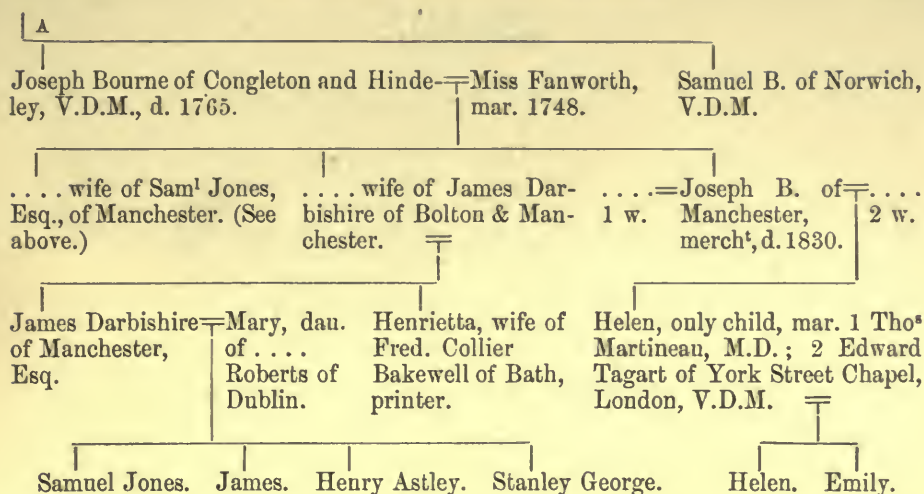 A
Joseph Bourne of Congleton and Hinde-
ley, V.D.M., d. 1765.
Miss Fanworth,
mar. 1748.
Samuel B. of Norwich,
V.D.M.
. . . . wife of Samˡ Jones,
Esq., of Manchester. (See
above.)
. . . . wife of James Dar-
bishire of Bolton & Man-
chester.
. . . .
1 w.
Joseph B. of
Manchester,
merchᵗ, d. 1830.
. . . .
2 w.
James Darbishire
of Manchester,
Esq.
Mary, dau.
of . . . .
Roberts of
Dublin.
Henrietta, wife of
Fred. Collier
Bakewell of Bath,
printer.
Helen, only child, mar. 1 Thoˢ
Martineau, M.D.; 2 Edward
Tagart of York Street Chapel,
London, V.D.M.
Samuel Jones. James. Henry Astley. Stanley George. Helen. Emily.